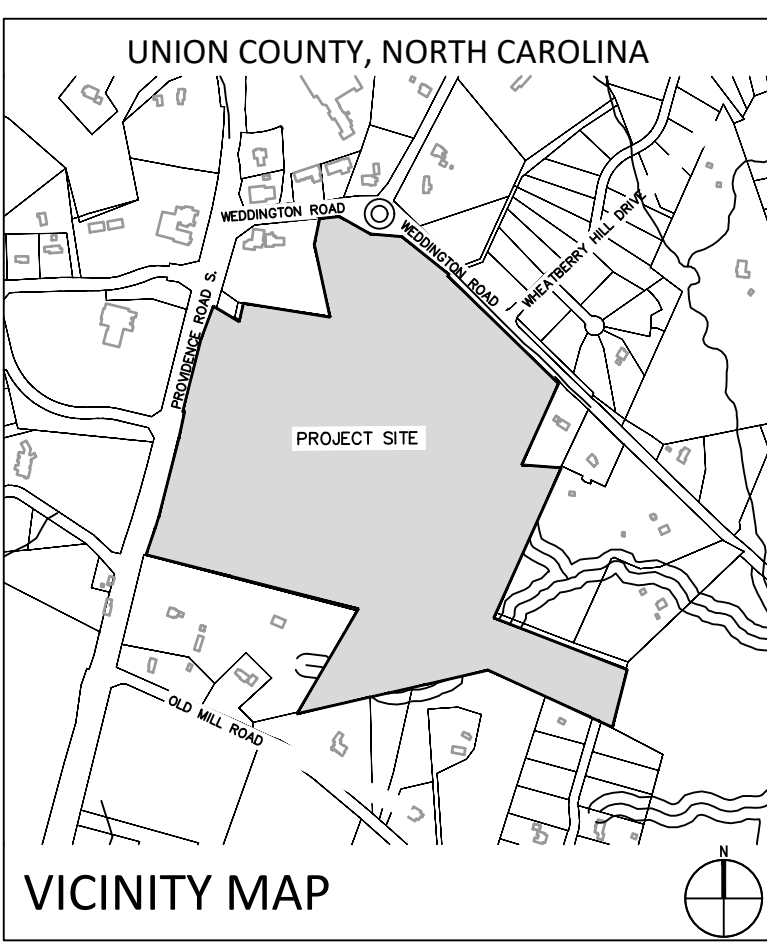 UNION COUNTY, NORTH CAROLINA
WEDDINGTON ROAD
WEDDINGTON ROAD
WHEATBERRY HILL DRIVE
PROVIDENCE ROAD S.
PROJECT SITE
OLD MILL ROAD
VICINITY MAP
N